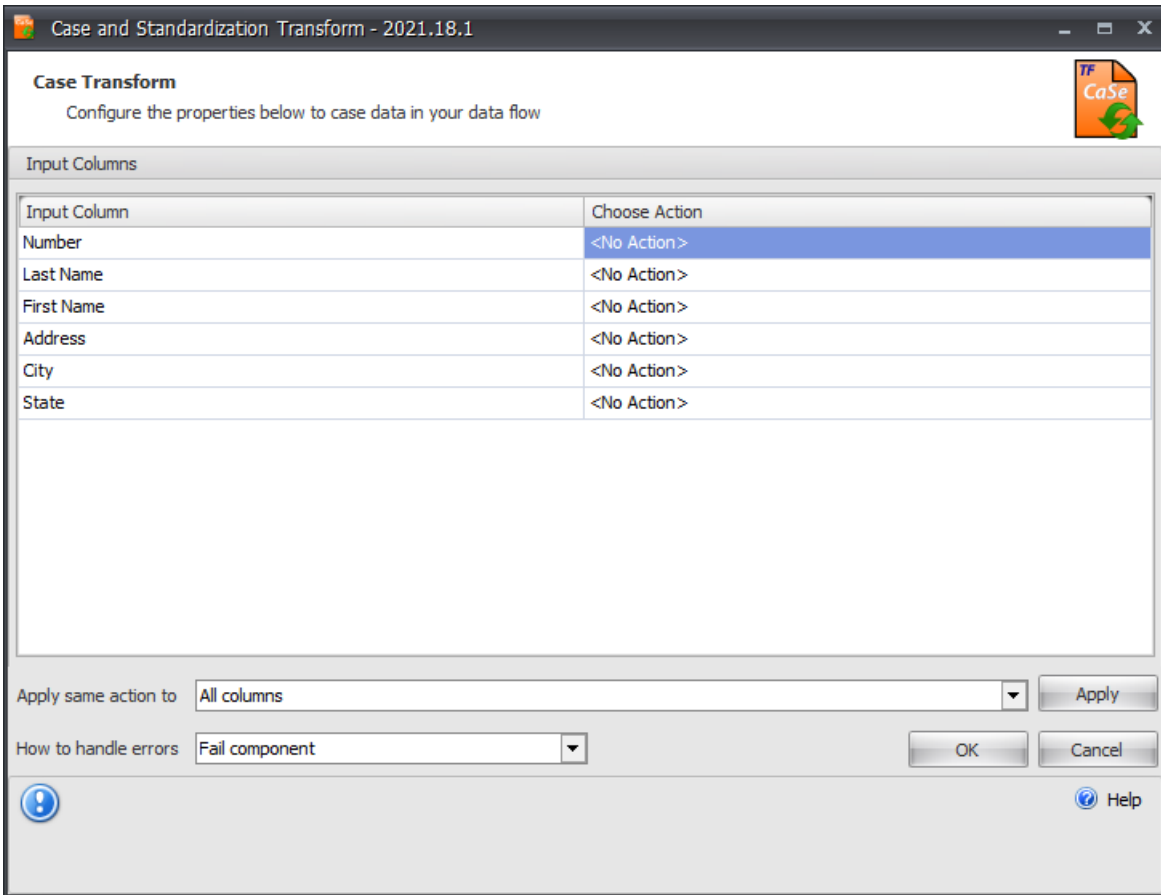 Case and Standardization Transform - 2021.18.1
Case Transform
Configure the properties below to case data in your data flow
TF
CaSe
Input Columns
Input Column Choose Action
Number <No Action>
Last Name <No Action>
First Name <No Action>
Address <No Action>
City <No Action>
State <No Action>
Apply same action to All columns Apply
How to handle errors Fail component OK Cancel
Help